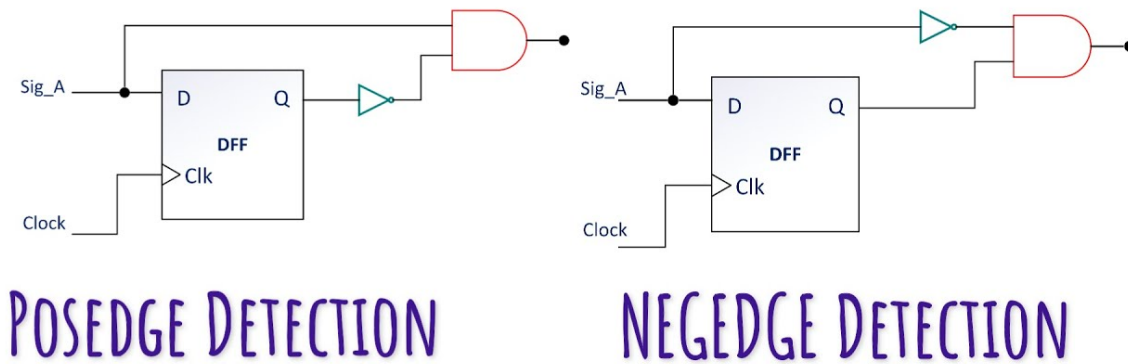 Sig_A
D
Q
DFF
Clk
Clock
POSEDGE DETECTION
Sig_A
D
Q
DFF
Clk
Clock
NEGEDGE DETECTION